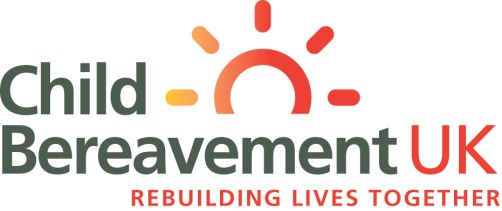 Child
Bereavement UK
REBUILDING LIVES TOGETHER